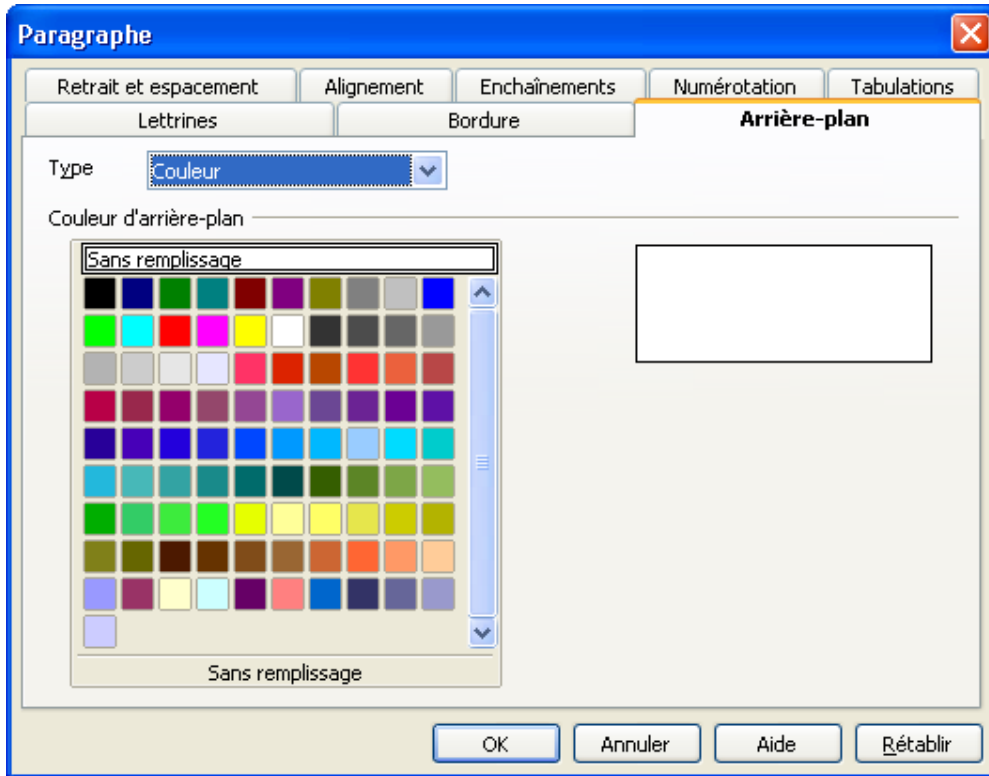 Paragraphe
Retrait et espacement Alignement Enchaînements Numérotation Tabulations
Lettrines Bordure Arrière-plan
Type Couleur
Couleur d'arrière-plan
Sans remplissage
Sans remplissage
OK Annuler Aide Rétablir